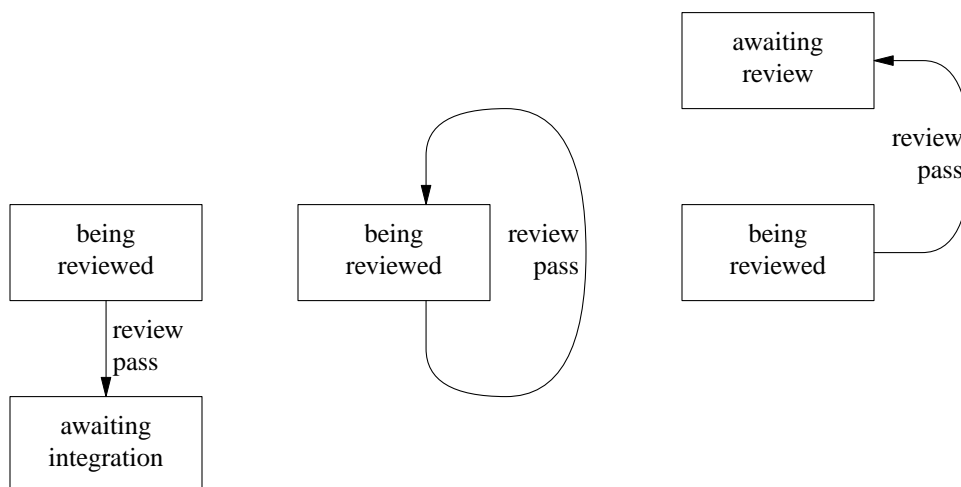 being
reviewed
review
pass
awaiting
integration
being
reviewed
review
pass
awaiting
review
review
pass
being
reviewed